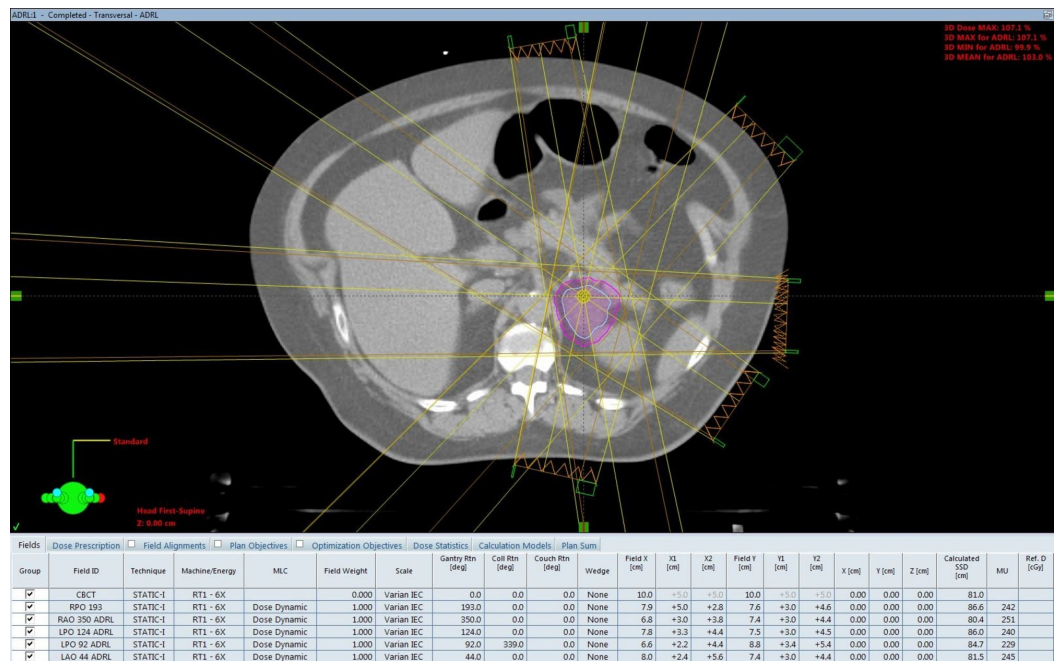 ADRL:1 - Completed - Transversal - ADRL
3D Dose MAX: 107.1 %
3D MAX for ADRL: 107.1 %
3D MIN for ADRL: 99.9 %
3D MEAN for ADRL: 103.0 %
Standard
Head First-Supine
Z: 0.00 cm
Fields Dose Prescription Field Alignments Plan Objectives Optimization Objectives Dose Statistics Calculation Models Plan Sum
Group Field ID Technique Machine/Energy MLC Field Weight Scale Gantry Rtn [deg] Coll Rtn [deg] Couch Rtn [deg] Wedge Field X [cm] X1 [cm] X2 [cm] Field Y [cm] Y1 [cm] Y2 [cm] X [cm] Y [cm] Z [cm] Calculated SSD [cm] MU Ref. D [cGy]
CBCT STATIC-I RT1 - 6X 0.000 Varian IEC 0.0 0.0 0.0 None 10.0 +5.0 +5.0 10.0 +5.0 +5.0 0.00 0.00 0.00 81.0
RPO 193 STATIC-I RT1 - 6X Dose Dynamic 1.000 Varian IEC 193.0 0.0 0.0 None 7.9 +5.0 +2.8 7.6 +3.0 +4.6 0.00 0.00 0.00 86.6 242
RAO 350 ADRL STATIC-I RT1 - 6X Dose Dynamic 1.000 Varian IEC 350.0 0.0 0.0 None 6.8 +3.0 +3.8 7.4 +3.0 +4.4 0.00 0.00 0.00 80.4 251
LPO 124 ADRL STATIC-I RT1 - 6X Dose Dynamic 1.000 Varian IEC 124.0 0.0 0.0 None 7.8 +3.3 +4.4 7.5 +3.0 +4.5 0.00 0.00 0.00 86.0 240
LPO 92 ADRL STATIC-I RT1 - 6X Dose Dynamic 1.000 Varian IEC 92.0 339.0 0.0 None 6.6 +2.2 +4.4 8.8 +3.4 +5.4 0.00 0.00 0.00 84.7 229
LAO 44 ADRL STATIC-I RT1 - 6X Dose Dynamic 1.000 Varian IEC 44.0 0.0 0.0 None 8.0 +2.4 +5.6 7.4 +3.0 +4.4 0.00 0.00 0.00 81.5 245